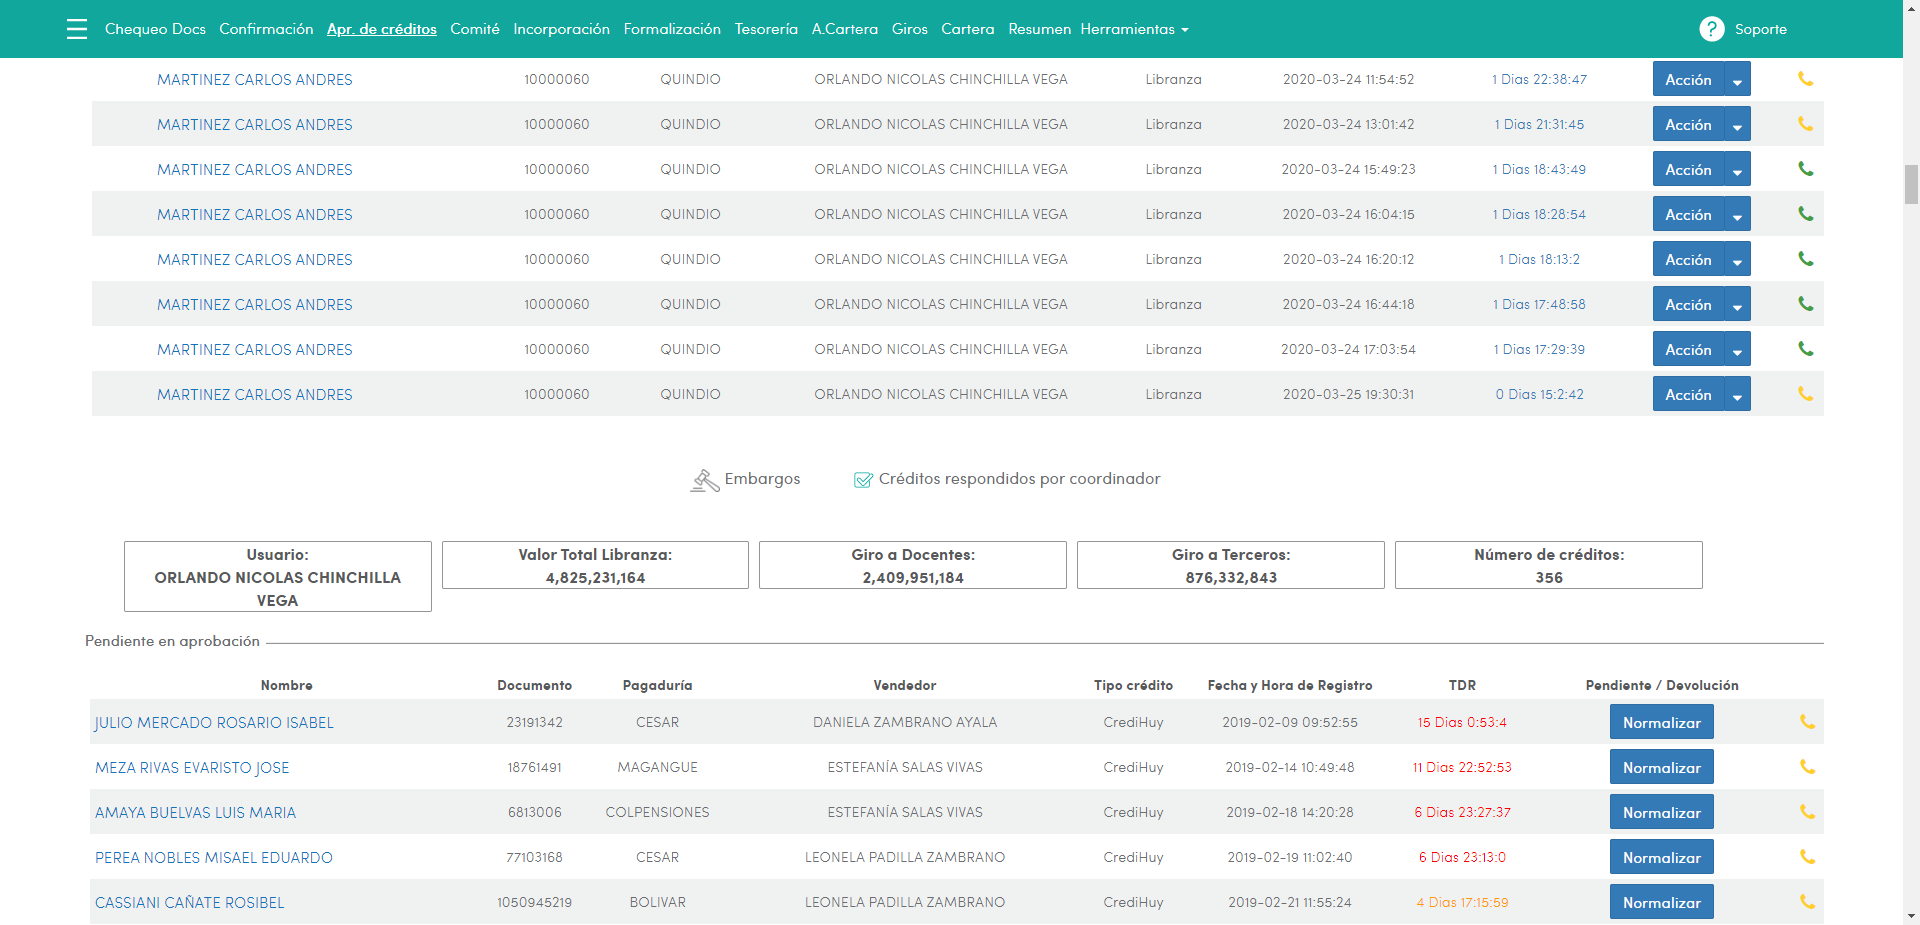 Chequeo Docs Confirmación Apr. de créditos Comité Incorporación Formalización Tesorería A.Cartera Giros Cartera Resumen Herramientas ? Soporte
MARTINEZ CARLOS ANDRES 10000060 QUINDIO ORLANDO NICOLAS CHINCHILLA VEGA Libranza 2020-03-24 11:54:52 1 Dias 22:38:47 Acción
MARTINEZ CARLOS ANDRES 10000060 QUINDIO ORLANDO NICOLAS CHINCHILLA VEGA Libranza 2020-03-24 13:01:42 1 Dias 21:31:45 Acción
MARTINEZ CARLOS ANDRES 10000060 QUINDIO ORLANDO NICOLAS CHINCHILLA VEGA Libranza 2020-03-24 15:49:23 1 Dias 18:43:49 Acción
MARTINEZ CARLOS ANDRES 10000060 QUINDIO ORLANDO NICOLAS CHINCHILLA VEGA Libranza 2020-03-24 16:04:15 1 Dias 18:28:54 Acción
MARTINEZ CARLOS ANDRES 10000060 QUINDIO ORLANDO NICOLAS CHINCHILLA VEGA Libranza 2020-03-24 16:20:12 1 Dias 18:13:2 Acción
MARTINEZ CARLOS ANDRES 10000060 QUINDIO ORLANDO NICOLAS CHINCHILLA VEGA Libranza 2020-03-24 16:44:18 1 Dias 17:48:58 Acción
MARTINEZ CARLOS ANDRES 10000060 QUINDIO ORLANDO NICOLAS CHINCHILLA VEGA Libranza 2020-03-24 17:03:54 1 Dias 17:29:39 Acción
MARTINEZ CARLOS ANDRES 10000060 QUINDIO ORLANDO NICOLAS CHINCHILLA VEGA Libranza 2020-03-25 19:30:31 0 Dias 15:2:42 Acción
Embargos Créditos respondidos por coordinador
Usuario:
ORLANDO NICOLAS CHINCHILLA
VEGA
Valor Total Libranza:
4,825,231,164
Giro a Docentes:
2,409,951,184
Giro a Terceros:
876,332,843
Número de créditos:
356
Pendiente en aprobación
Nombre Documento Pagaduría Vendedor Tipo crédito Fecha y Hora de Registro TDR Pendiente / Devolución
JULIO MERCADO ROSARIO ISABEL 23191342 CESAR DANIELA ZAMBRANO AYALA CrediHuy 2019-02-09 09:52:55 15 Dias 0:53:4 Normalizar
MEZA RIVAS EVARISTO JOSE 18761491 MAGANGUE ESTEFANÍA SALAS VIVAS CrediHuy 2019-02-14 10:49:48 11 Dias 22:52:53 Normalizar
AMAYA BUELVAS LUIS MARIA 6813006 COLPENSIONES ESTEFANÍA SALAS VIVAS CrediHuy 2019-02-18 14:20:28 6 Dias 23:27:37 Normalizar
PEREA NOBLES MISAEL EDUARDO 77103168 CESAR LEONELA PADILLA ZAMBRANO CrediHuy 2019-02-19 11:02:40 6 Dias 23:13:0 Normalizar
CASSIANI CAÑATE ROSIBEL 1050945219 BOLIVAR LEONELA PADILLA ZAMBRANO CrediHuy 2019-02-21 11:55:24 4 Dias 17:15:59 Normalizar